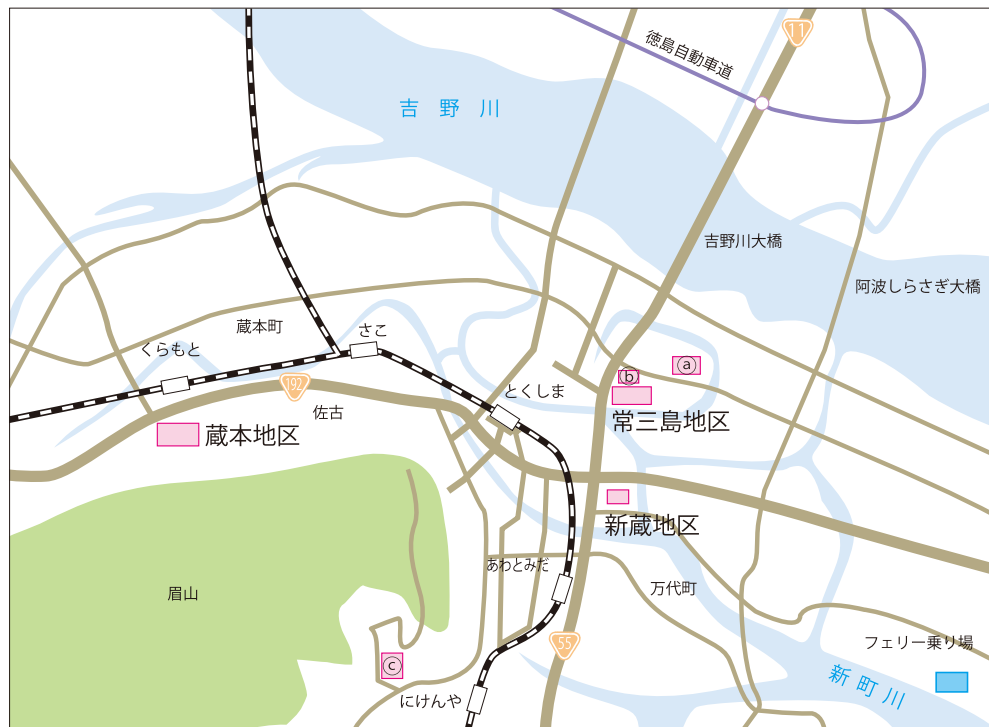 11
徳島自動車道
吉野川
吉野川大橋
阿波しらさぎ大橋
蔵本町
さこ
くらもと
ⓐ
ⓑ
192
とくしま
佐古
常三島地区
蔵本地区
新蔵地区
あわとみだ
万代町
眉山
55
フェリー乗り場
ⓒ
新町川
にけんや